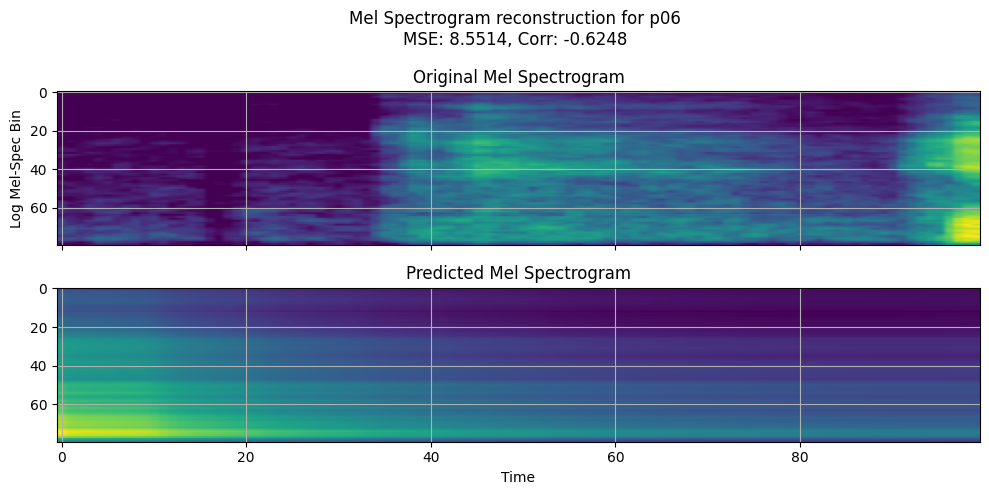 Mel Spectrogram reconstruction for p06
MSE: 8.5514, Corr: -0.6248
Original Mel Spectrogram
0
20
40
60
Log Mel-Spec Bin
Predicted Mel Spectrogram
0
20
40
60
0 20 40 60 80
Time